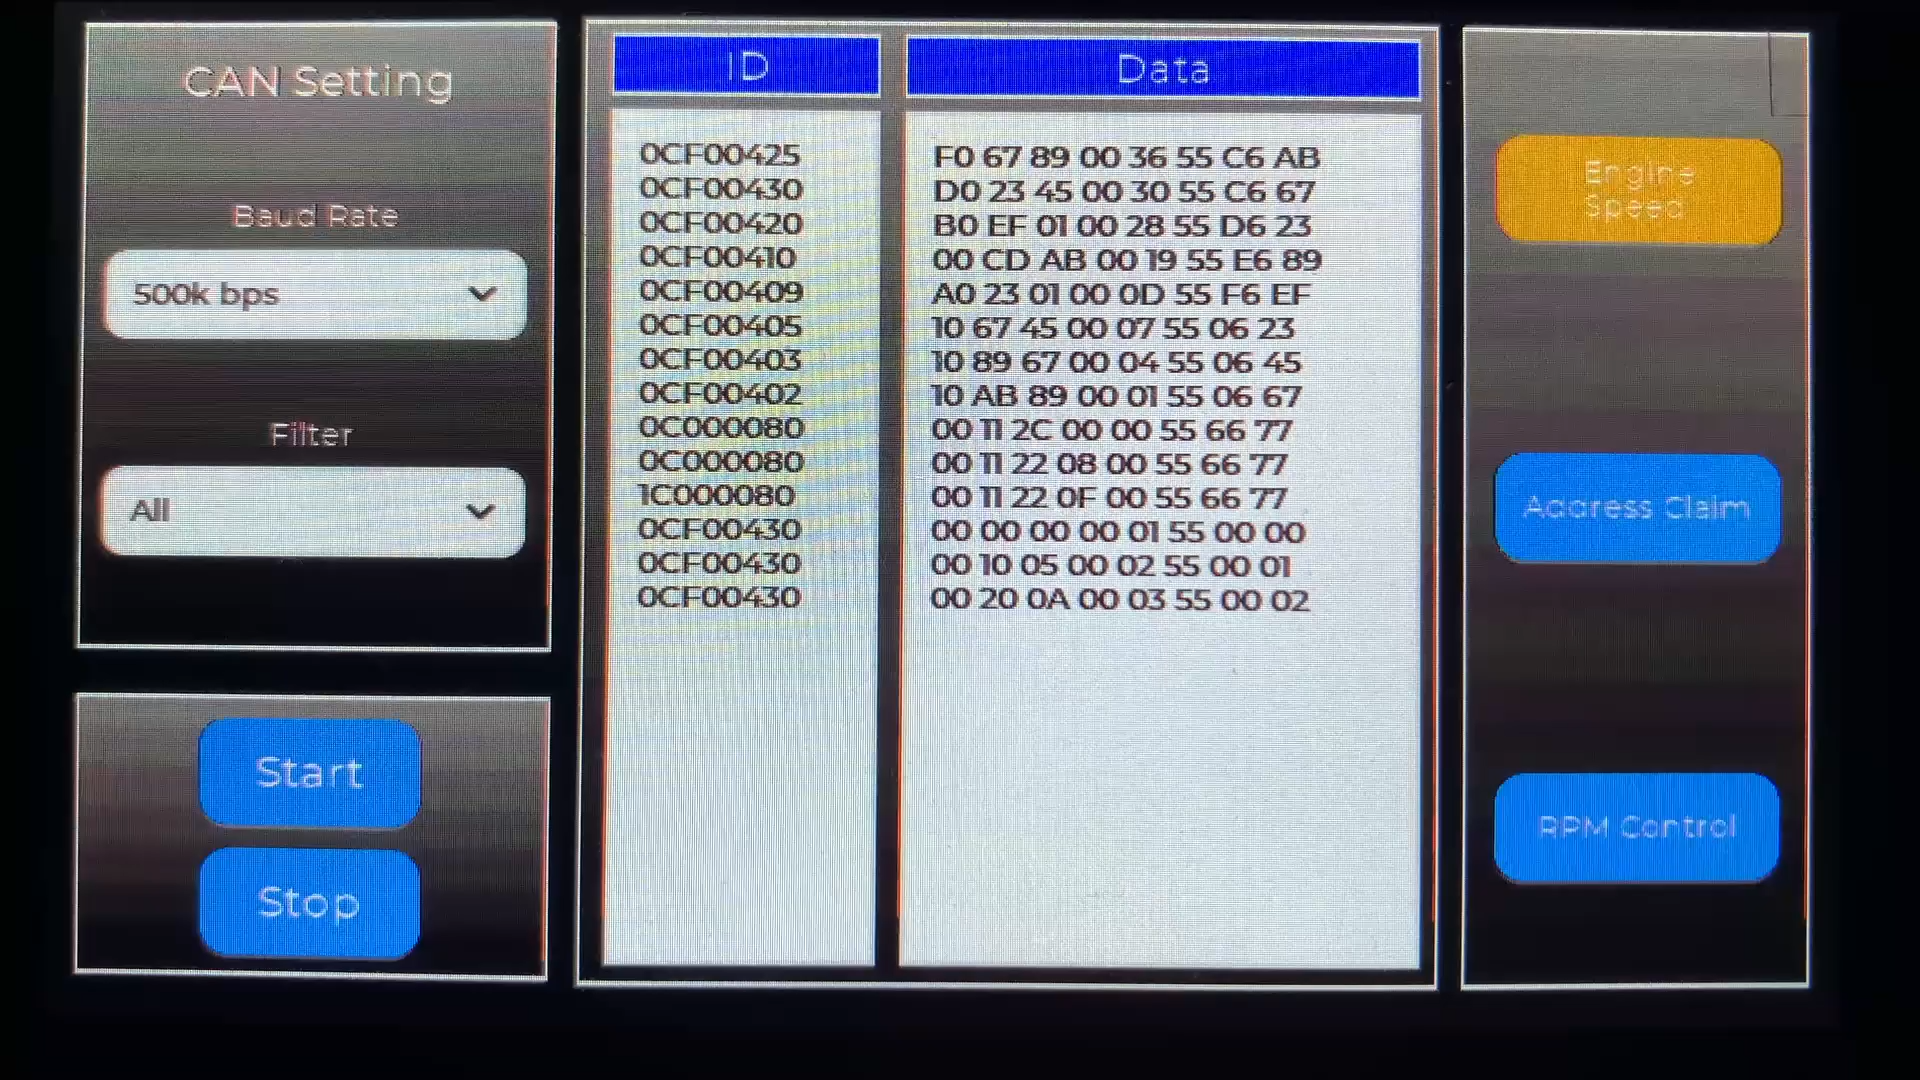 CAN Setting
Baud Rate
500k bps
Filter
All
Start
Stop
ID Data
0CF00425 F0 67 89 00 36 55 C6 AB
0CF00430 D0 23 45 00 30 55 C6 67
0CF00420 B0 EF 01 00 28 55 D6 23
0CF00410 00 CD AB 00 19 55 E6 89
0CF00409 A0 23 01 00 0D 55 F6 EF
0CF00405 10 67 45 00 07 55 06 23
0CF00403 10 89 67 00 04 55 06 45
0CF00402 10 AB 89 00 01 55 06 67
0C000080 00 11 2C 00 00 55 66 77
0C000080 00 11 22 08 00 55 66 77
1C000080 00 11 22 0F 00 55 66 77
0CF00430 00 00 00 00 01 55 00 00
0CF00430 00 10 05 00 02 55 00 01
0CF00430 00 20 0A 00 03 55 00 02
Engine
Speed
Address Claim
RPM Control